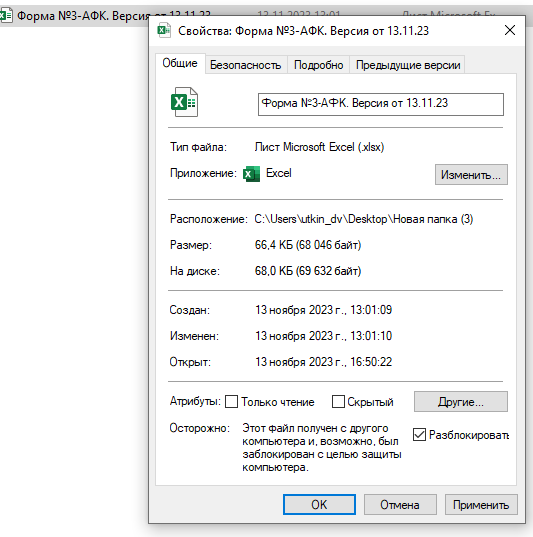 Форма №3-АФК. Версия от 13.11.23
13.11.2023 13:01
Лист Microsoft Ex
Свойства: Форма №3-АФК. Версия от 13.11.23
Общие Безопасность Подробно Предыдущие версии
Форма №3-АФК. Версия от 13.11.23
Тип файла: Лист Microsoft Excel (.xlsx)
Приложение: Excel Изменить...
Расположение: C:\Users\utkin_dv\Desktop\Новая папка (3)
Размер: 66,4 КБ (68 046 байт)
На диске: 68,0 КБ (69 632 байт)
Создан: 13 ноября 2023 г., 13:01:09
Изменен: 13 ноября 2023 г., 13:01:10
Открыт: 13 ноября 2023 г., 16:50:22
Атрибуты: Только чтение Скрытый Другие...
Осторожно: Этот файл получен с другого
компьютера и, возможно, был
заблокирован с целью защиты
компьютера.
Разблокировать
OK Отмена Применить